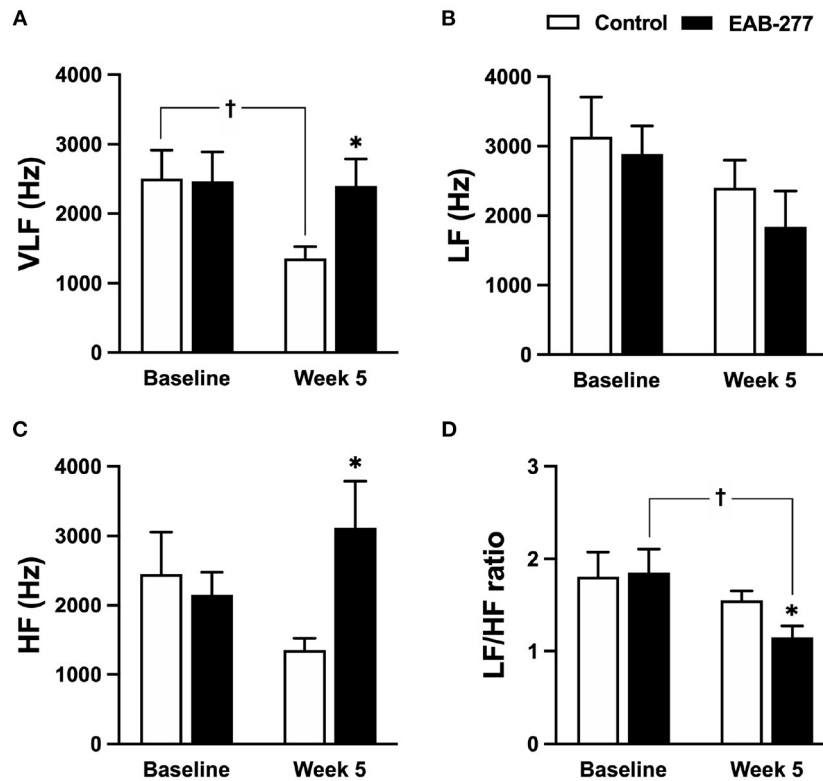 A
B
Control
EAB-277
4000
3000
2000
1000
0
VLF (Hz)
†
*
Baseline
Week 5
4000
3000
2000
1000
0
LF (Hz)
Baseline
Week 5
C
D
4000
3000
2000
1000
0
HF (Hz)
*
Baseline
Week 5
3
2
1
0
LF/HF ratio
†
*
Baseline
Week 5